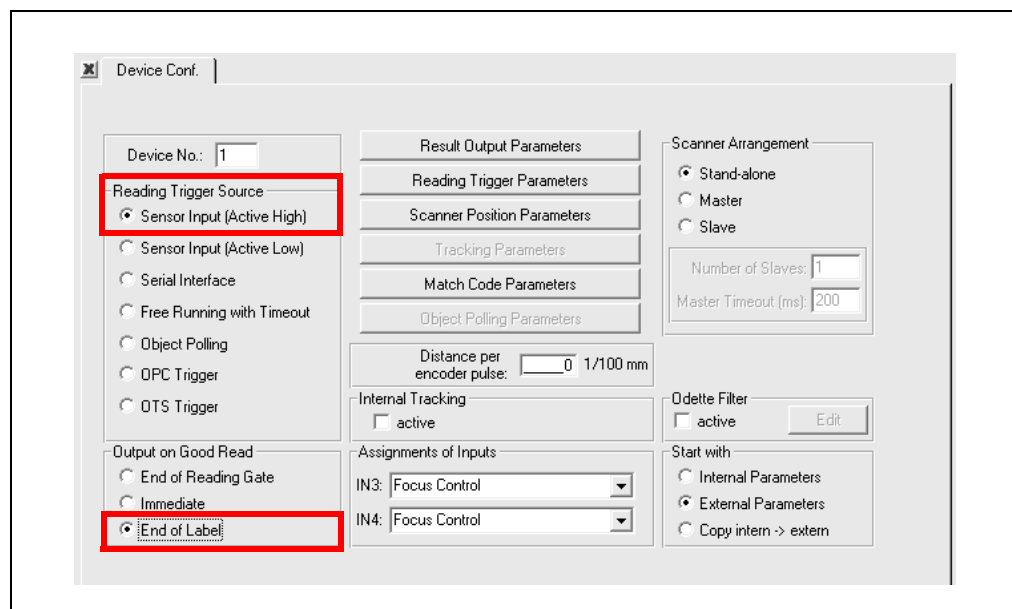 Device Conf.
Device No.: 1
Reading Trigger Source
Sensor Input (Active High)
Sensor Input (Active Low)
Serial Interface
Free Running with Timeout
Object Polling
OPC Trigger
OTS Trigger
Output on Good Read
End of Reading Gate
Immediate
End of Label
Result Output Parameters
Reading Trigger Parameters
Scanner Position Parameters
Tracking Parameters
Match Code Parameters
Object Polling Parameters
Distance per
encoder pulse: 0 1/100 mm
Internal Tracking
active
Assignments of Inputs
IN3: Focus Control
IN4: Focus Control
Scanner Arrangement
Stand-alone
Master
Slave
Number of Slaves: 1
Master Timeout (ms): 200
Odette Filter
active Edit
Start with
Internal Parameters
External Parameters
Copy intern -> extern